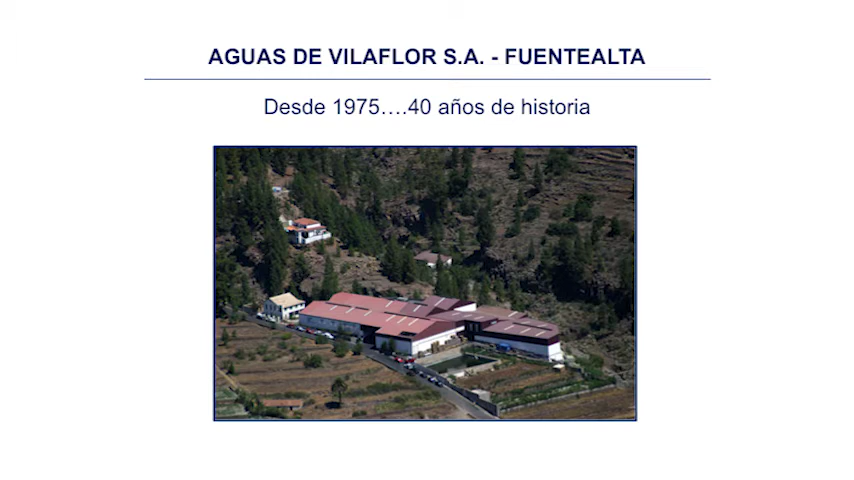 AGUAS DE VILAFLOR S.A. - FUENTEALTA
Desde 1975....40 años de historia